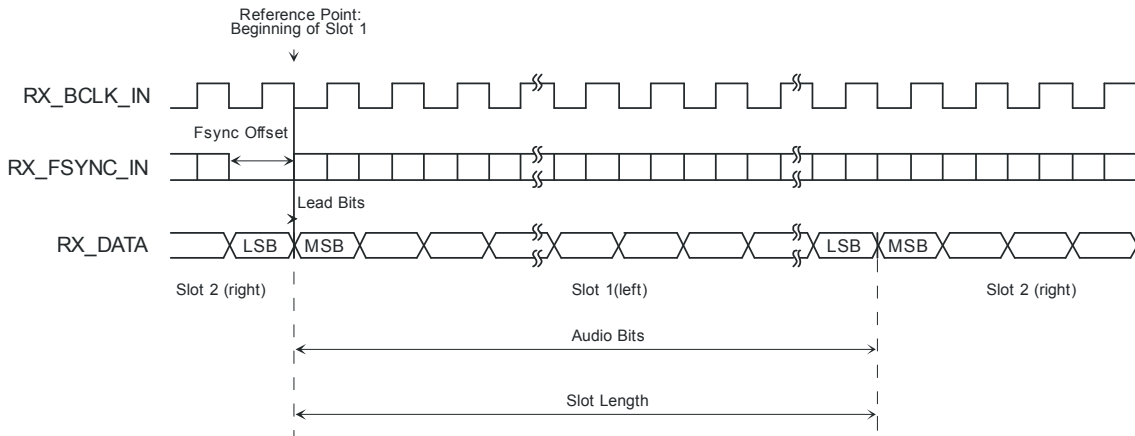 Reference Point:
Beginning of Slot 1
RX_BCLK_IN
Fsync Offset
RX_FSYNC_IN
Lead Bits
RX_DATA
LSB
MSB
LSB
MSB
Slot 2 (right)
Slot 1(left)
Slot 2 (right)
Audio Bits
Slot Length